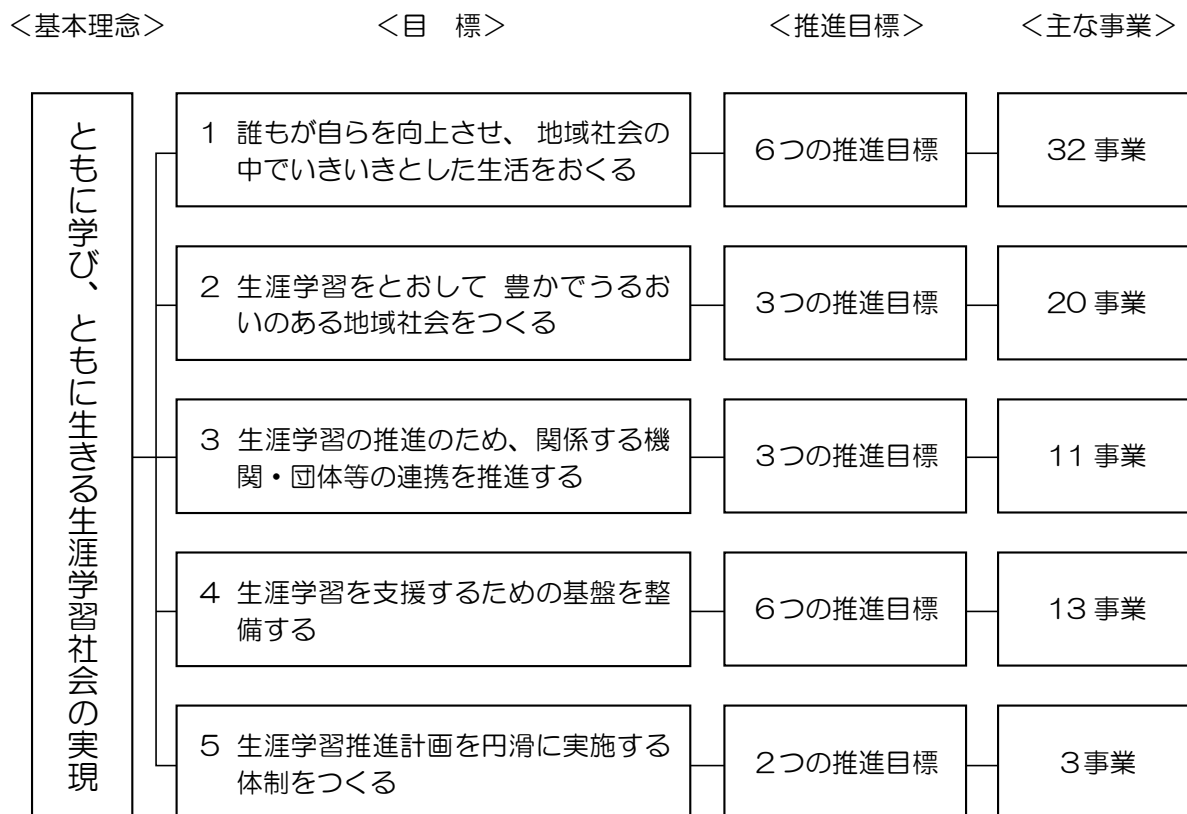 ＜基本理念＞
＜目　標＞
＜推進目標＞
＜主な事業＞
ともに学び、ともに生きる生涯学習社会の実現
1 誰もが自らを向上させ、 地域社会の
中でいきいきとした生活をおくる
6つの推進目標
32 事業
2 生涯学習をとおして 豊かでうるお
いのある地域社会をつくる
3つの推進目標
20 事業
3 生涯学習の推進のため、関係する機
関・団体等の連携を推進する
3つの推進目標
11 事業
4 生涯学習を支援するための基盤を整
備する
6つの推進目標
13 事業
5 生涯学習推進計画を円滑に実施する
体制をつくる
2つの推進目標
3事業